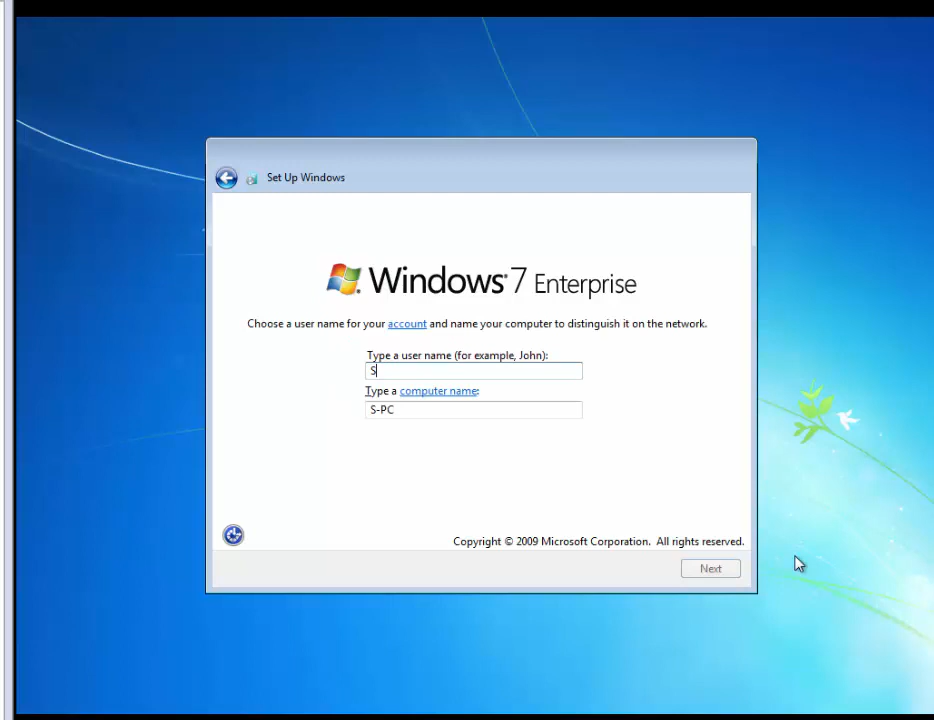 Set Up Windows
Windows 7 Enterprise
Choose a user name for your account and name your computer to distinguish it on the network.
Type a user name (for example, John):
S
Type a computer name:
S-PC
Copyright © 2009 Microsoft Corporation. All rights reserved.
Next